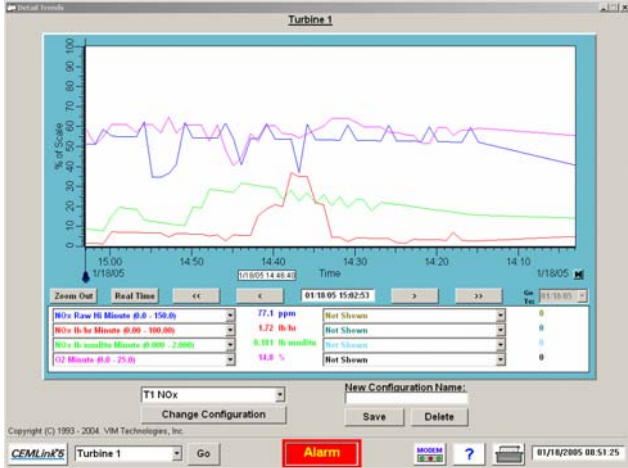 Detail Trends
Turbine 1
100
90
80
70
60
50
40
30
20
10
0
% of Scale
15:00
14:50
14:40
14:30
14:20
14:10
1/18/05
1/18/05 14:46:40
Time
1/18/05
Zoom Out
Real Time
<<
<
01/18/05 15:02:53
>
>>
Go To:
01/18/05
NOx Raw Hi Minute (0.0 - 150.0)
77.1 ppm
Not Shown
0
NOx lb/hr Minute (0.00 - 100.00)
1.72 lb/hr
Not Shown
0
NOx lb/mmBtu Minute (0.000 - 2.000)
0.181 lb/mmBtu
Not Shown
0
O2 Minute (0.0 - 25.0)
14.8 %
Not Shown
0
T1 NOx
New Configuration Name:
Change Configuration
Save
Delete
Copyright (C) 1993 - 2004 VIM Technologies, Inc.
CEMLink5
Turbine 1
Go
Alarm
MODEM
?
01/18/2005 08:51:25